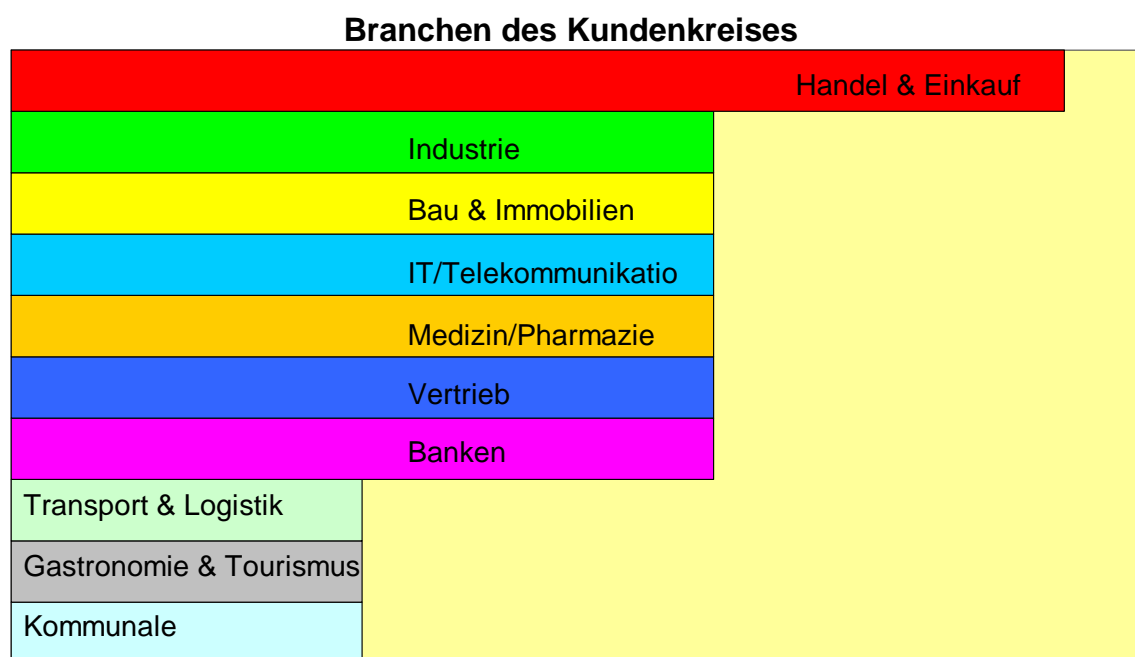 Branchen des Kundenkreises
Handel & Einkauf
Industrie
Bau & Immobilien
IT/Telekommunikatio
Medizin/Pharmazie
Vertrieb
Banken
Transport & Logistik
Gastronomie & Tourismus
Kommunale